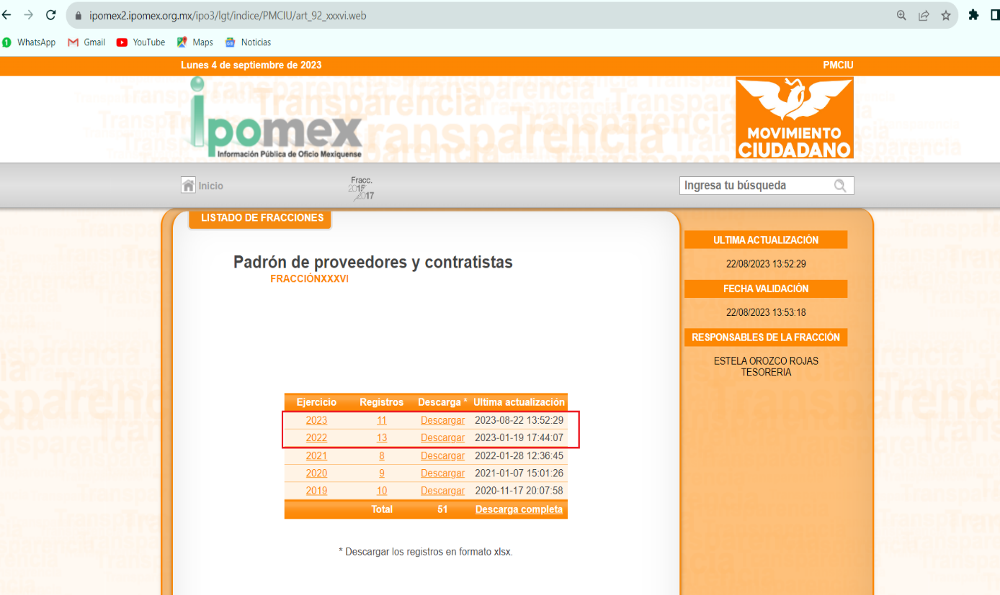 ipomex2.ipomex.org.mx/ipo3/lgt/indice/PMCIU/art_92_xxxvi.web
WhatsApp Gmail YouTube Maps Noticias
Lunes 4 de septiembre de 2023 PMCIU
ipomex
Información Pública de Oficio Mexiquense
MOVIMIENTO
CIUDADANO
Inicio
Fracc.
2015
2017
Ingresa tu búsqueda
LISTADO DE FRACCIONES
Padrón de proveedores y contratistas
FRACCIÓNXXXVI
ULTIMA ACTUALIZACIÓN
22/08/2023 13:52:29
FECHA VALIDACIÓN
22/08/2023 13:53:18
RESPONSABLES DE LA FRACCIÓN
ESTELA OROZCO ROJAS
TESORERIA
Ejercicio Registros Descarga * Ultima actualización
2023 11 Descargar 2023-08-22 13:52:29
2022 13 Descargar 2023-01-19 17:44:07
2021 8 Descargar 2022-01-28 12:36:45
2020 9 Descargar 2021-01-07 15:01:26
2019 10 Descargar 2020-11-17 20:07:58
Total 51 Descarga completa
* Descargar los registros en formato xlsx.